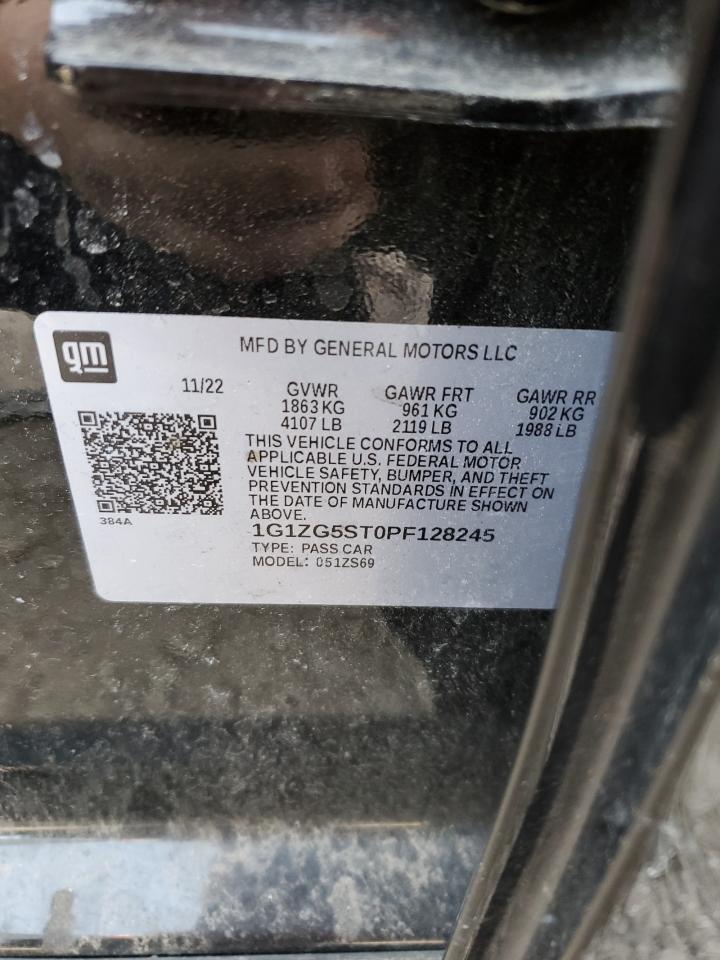 gm
MFD BY GENERAL MOTORS LLC
11/22 GVWR GAWR FRT GAWR RR
1863 KG 961 KG 902 KG
4107 LB 2119 LB 1988 LB
THIS VEHICLE CONFORMS TO ALL
APPLICABLE U.S. FEDERAL MOTOR
VEHICLE SAFETY, BUMPER, AND THEFT
PREVENTION STANDARDS IN EFFECT ON
THE DATE OF MANUFACTURE SHOWN
ABOVE.
384A
1G1ZG5ST0PF128245
TYPE: PASS CAR
MODEL: 051ZS69